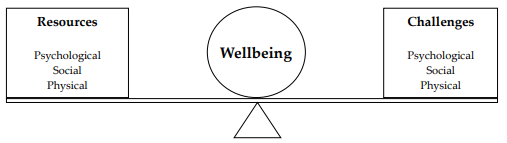 Resources
Psychological
Social
Physical
Wellbeing
Challenges
Psychological
Social
Physical